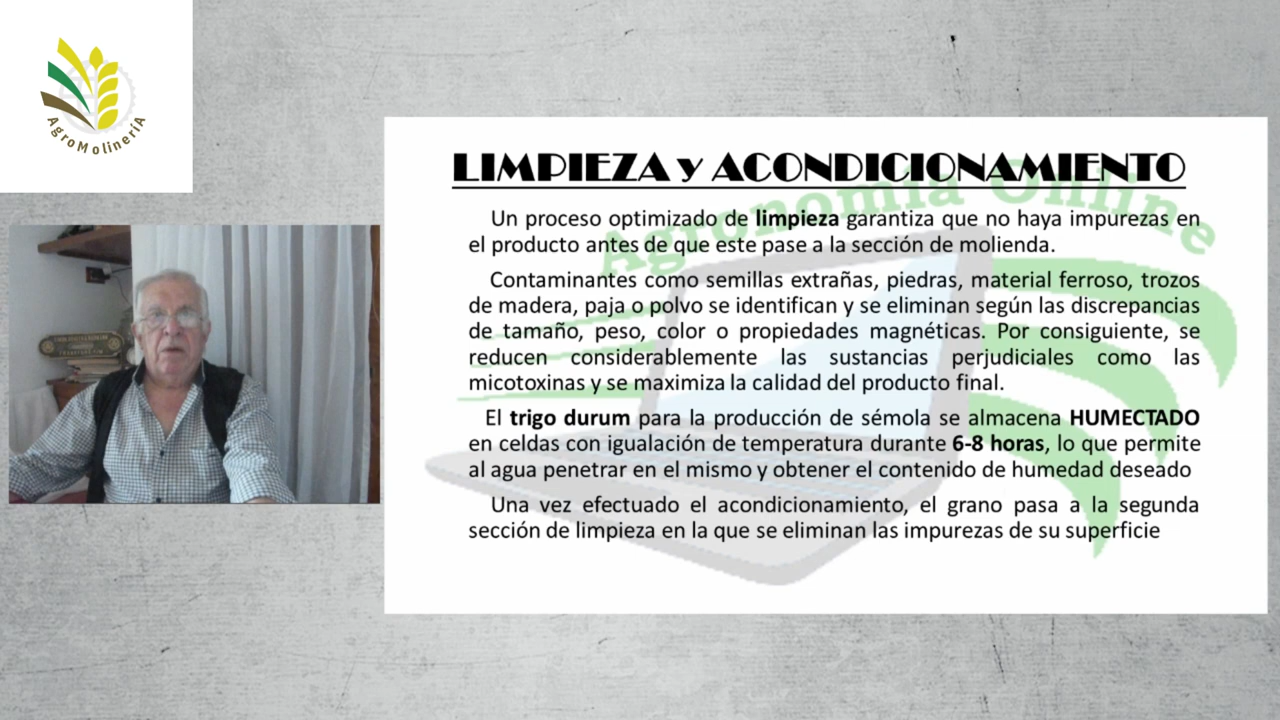 AgroMolinería
LIMPIEZA y ACONDICIONAMIENTO
Agronomía Online
Un proceso optimizado de limpieza garantiza que no haya impurezas en
el producto antes de que este pase a la sección de molienda.
Contaminantes como semillas extrañas, piedras, material ferroso, trozos
de madera, paja o polvo se identifican y se eliminan según las discrepancias
de tamaño, peso, color o propiedades magnéticas. Por consiguiente, se
reducen considerablemente las sustancias perjudiciales como las
micotoxinas y se maximiza la calidad del producto final.
El trigo durum para la producción de sémola se almacena HUMECTADO
en celdas con igualación de temperatura durante 6-8 horas, lo que permite
al agua penetrar en el mismo y obtener el contenido de humedad deseado
Una vez efectuado el acondicionamiento, el grano pasa a la segunda
sección de limpieza en la que se eliminan las impurezas de su superficie